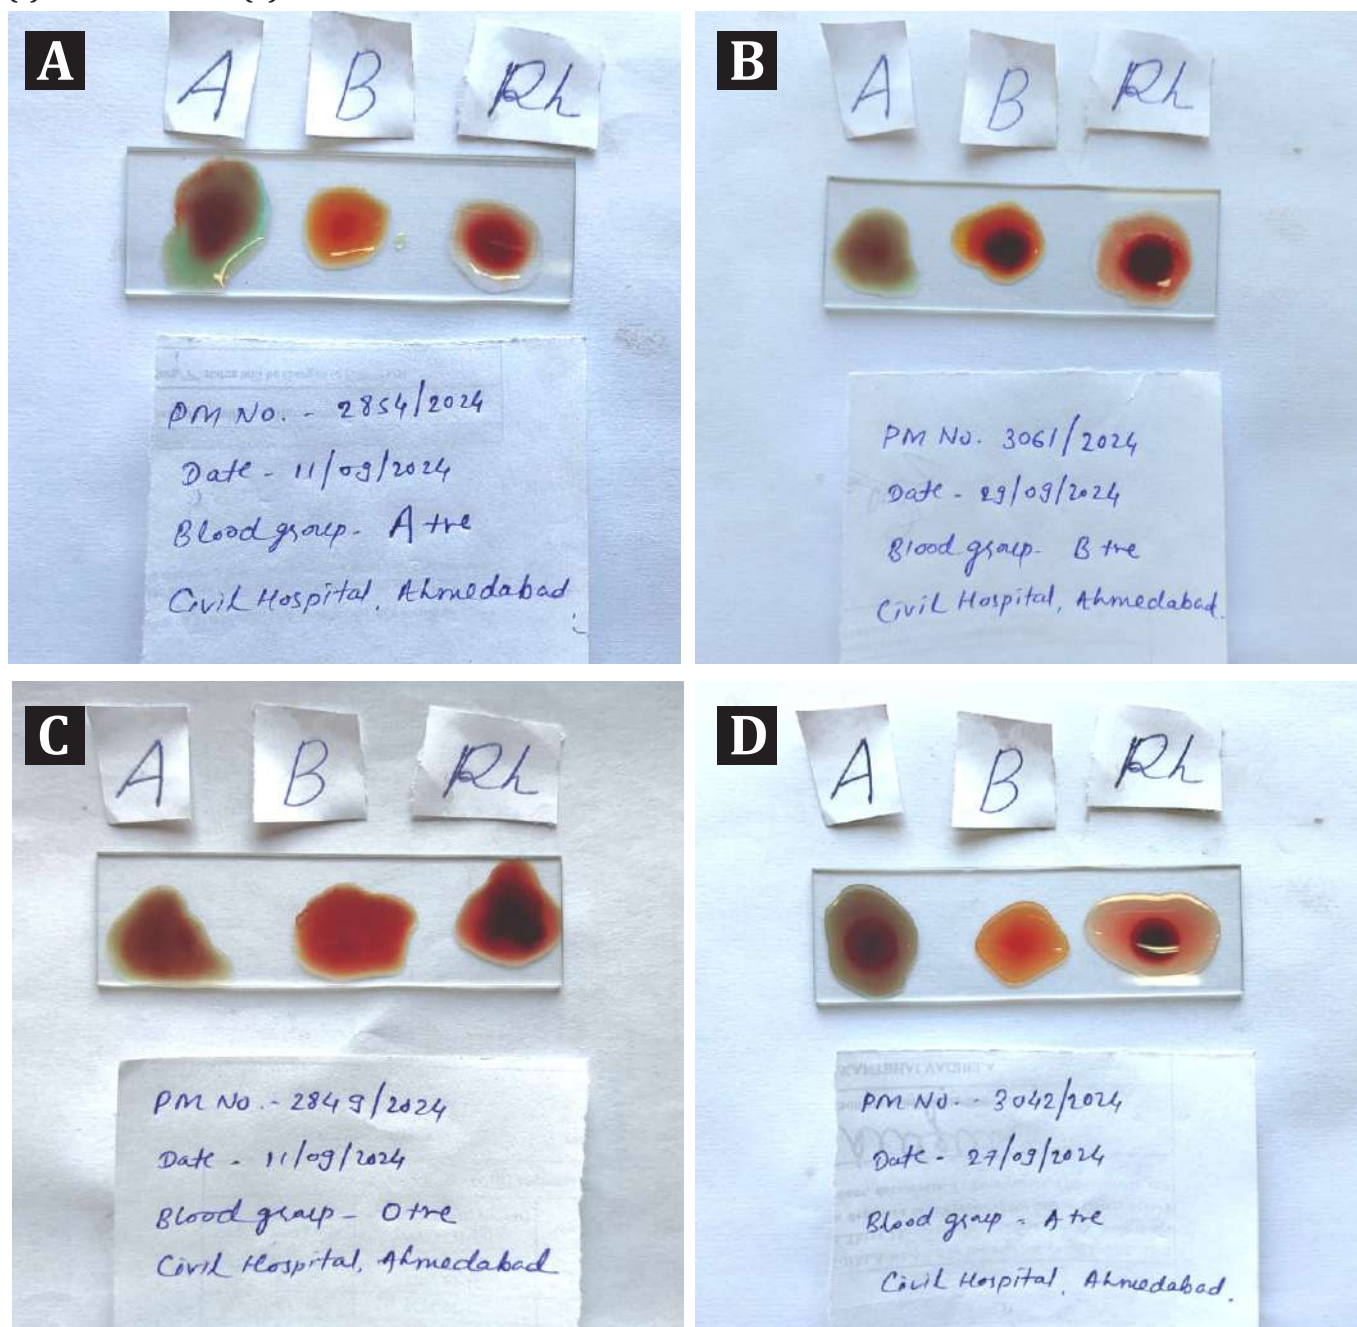 A
A B Rh
PM No. - 2854/2024
Date - 11/09/2024
Blood group - A +ve
Civil Hospital, Ahmedabad
B
A B Rh
PM No. 3061/2024
Date - 29/09/2024
Blood group - B +ve
Civil Hospital, Ahmedabad.
C
A B Rh
PM No. - 2849/2024
Date - 11/09/2024
Blood group - O+ve
Civil Hospital, Ahmedabad
D
A B Rh
PM No. - 3042/2024
Date - 27/09/2024
Blood group - A +ve
Civil Hospital, Ahmedabad.